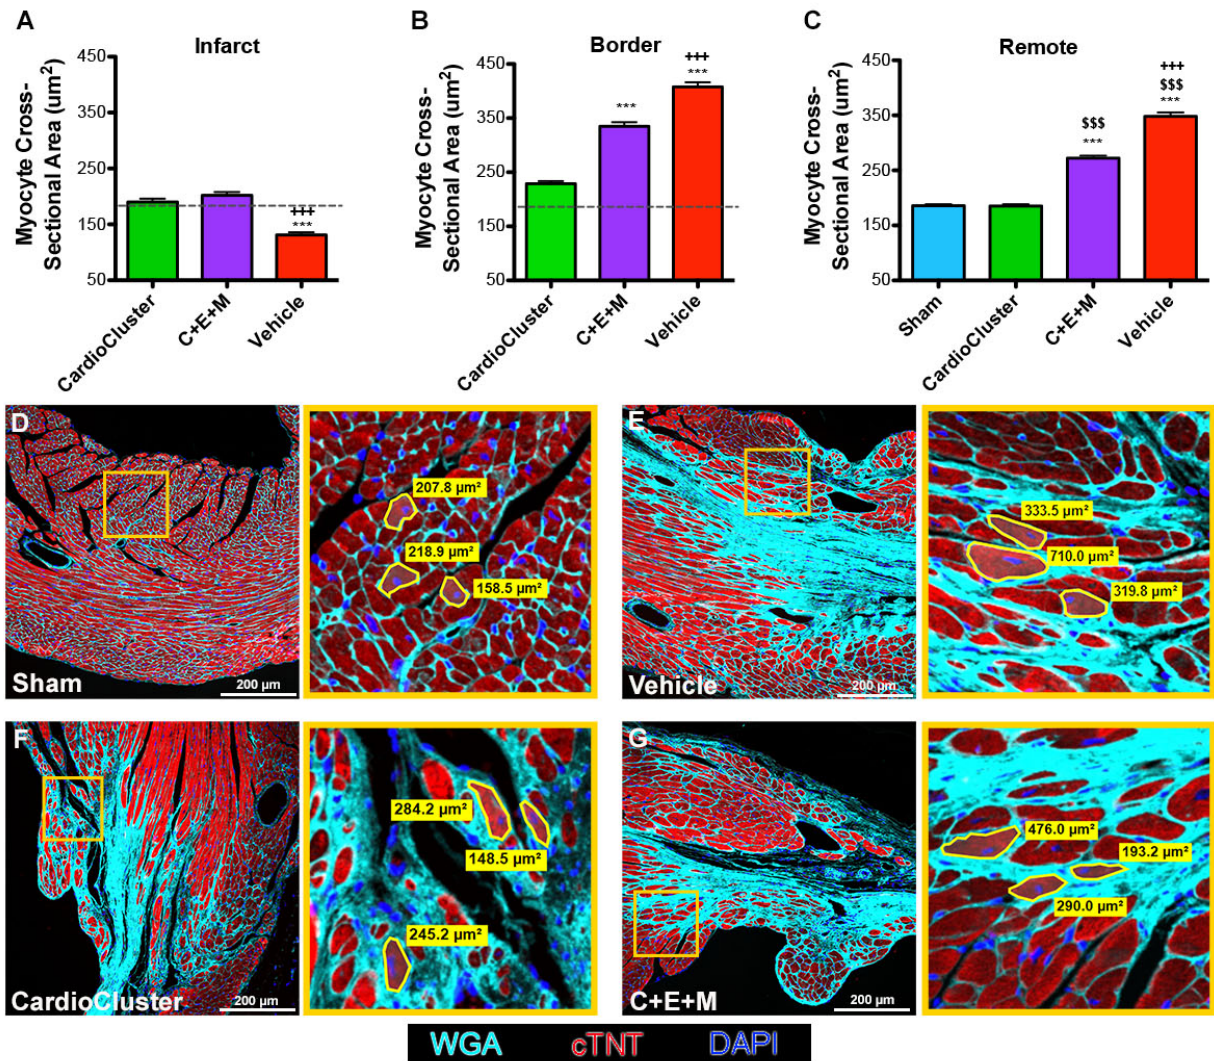 A
Infarct
Myocyte Cross-
Sectional Area (um²)
450
350
250
150
50
+++
***
CardioCluster
C+E+M
Vehicle
B
Border
Myocyte Cross-
Sectional Area (um²)
450
350
250
150
50
***
+++
***
CardioCluster
C+E+M
Vehicle
C
Remote
Myocyte Cross-
Sectional Area (um²)
450
350
250
150
50
$$$
***
+++
$$$
***
Sham
CardioCluster
C+E+M
Vehicle
D
Sham
200 µm
207.8 µm²
218.9 µm²
158.5 µm²
E
Vehicle
200 µm
333.5 µm²
710.0 µm²
319.8 µm²
F
CardioCluster
200 µm
284.2 µm²
148.5 µm²
245.2 µm²
G
C+E+M
200 µm
476.0 µm²
193.2 µm²
290.0 µm²
WGA cTNT DAPI